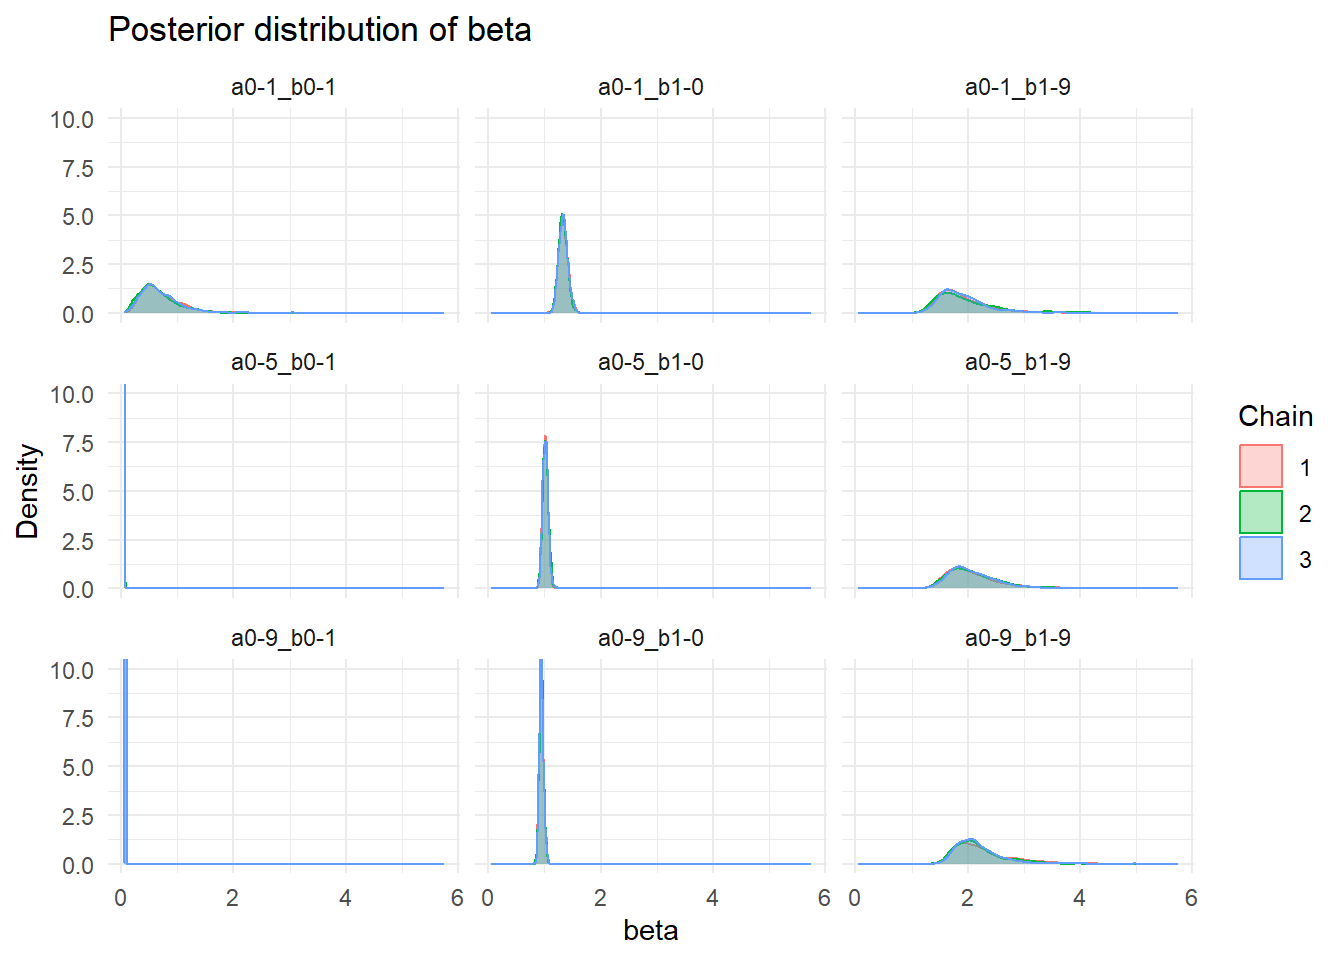 Posterior distribution of beta
a0-1_b0-1
a0-1_b1-0
a0-1_b1-9
10.0
7.5
5.0
2.5
0.0
a0-5_b0-1
a0-5_b1-0
a0-5_b1-9
10.0
7.5
5.0
2.5
0.0
Density
a0-9_b0-1
a0-9_b1-0
a0-9_b1-9
10.0
7.5
5.0
2.5
0.0
0 2 4 6
0 2 4 6
0 2 4 6
beta
Chain
1
2
3